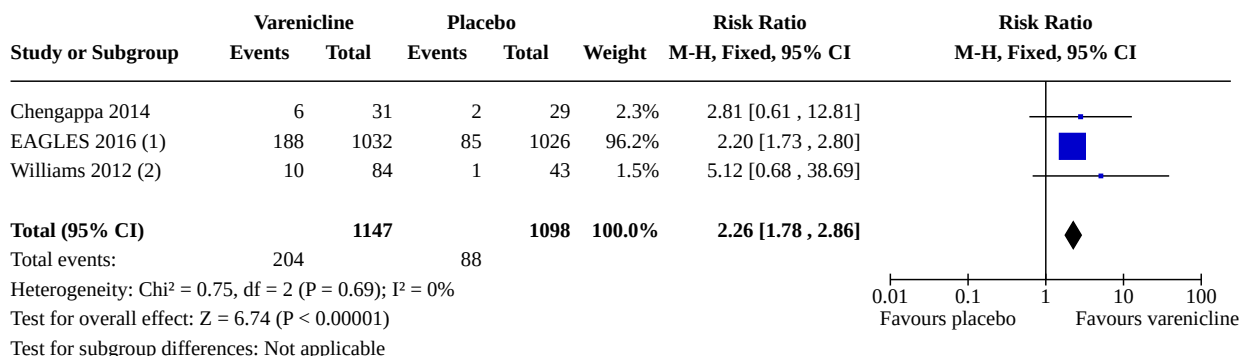 Varenicline Placebo Risk Ratio Risk Ratio
Study or Subgroup Events Total Events Total Weight M-H, Fixed, 95% CI M-H, Fixed, 95% CI
Chengappa 2014 6 31 2 29 2.3% 2.81 [0.61 , 12.81]
EAGLES 2016 (1) 188 1032 85 1026 96.2% 2.20 [1.73 , 2.80]
Williams 2012 (2) 10 84 1 43 1.5% 5.12 [0.68 , 38.69]
Total (95% CI) 1147 1098 100.0% 2.26 [1.78 , 2.86]
Total events: 204 88
Heterogeneity: Chi² = 0.75, df = 2 (P = 0.69); I² = 0%
0.01 0.1 1 10 100
Test for overall effect: Z = 6.74 (P < 0.00001) Favours placebo Favours varenicline
Test for subgroup differences: Not applicable